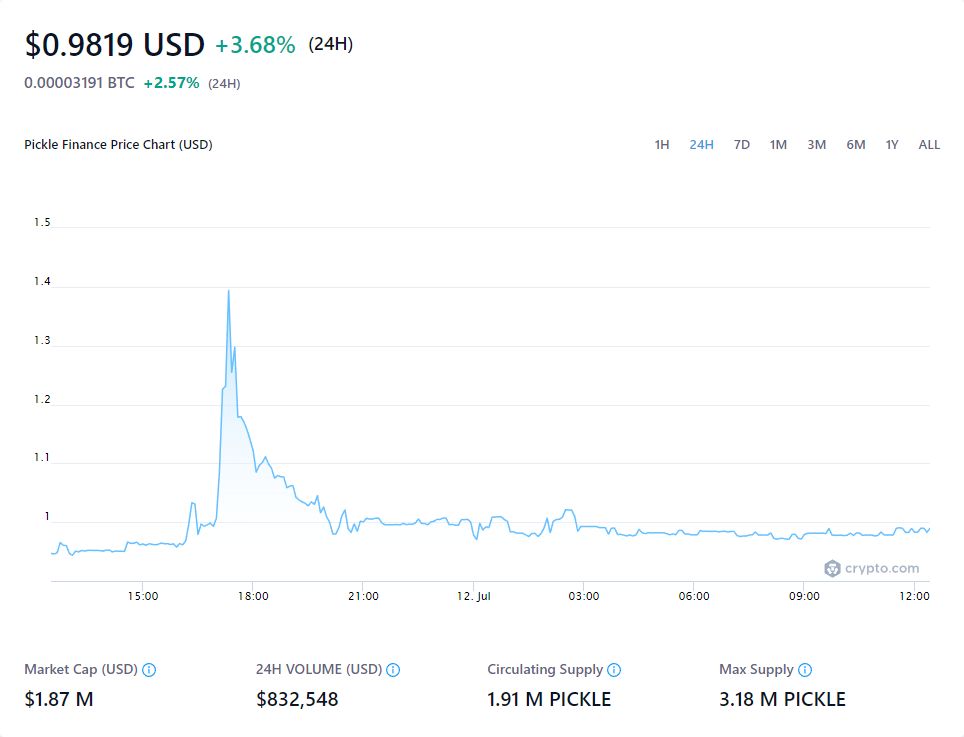 $0.9819 USD +3.68% (24H)
0.00003191 BTC +2.57% (24H)
Pickle Finance Price Chart (USD) 1H 24H 7D 1M 3M 6M 1Y ALL
1.5
1.4
1.3
1.2
1.1
1
crypto.com
15:00 18:00 21:00 12. Jul 03:00 06:00 09:00 12:00
Market Cap (USD) 24H VOLUME (USD) Circulating Supply Max Supply
$1.87 M $832,548 1.91 M PICKLE 3.18 M PICKLE